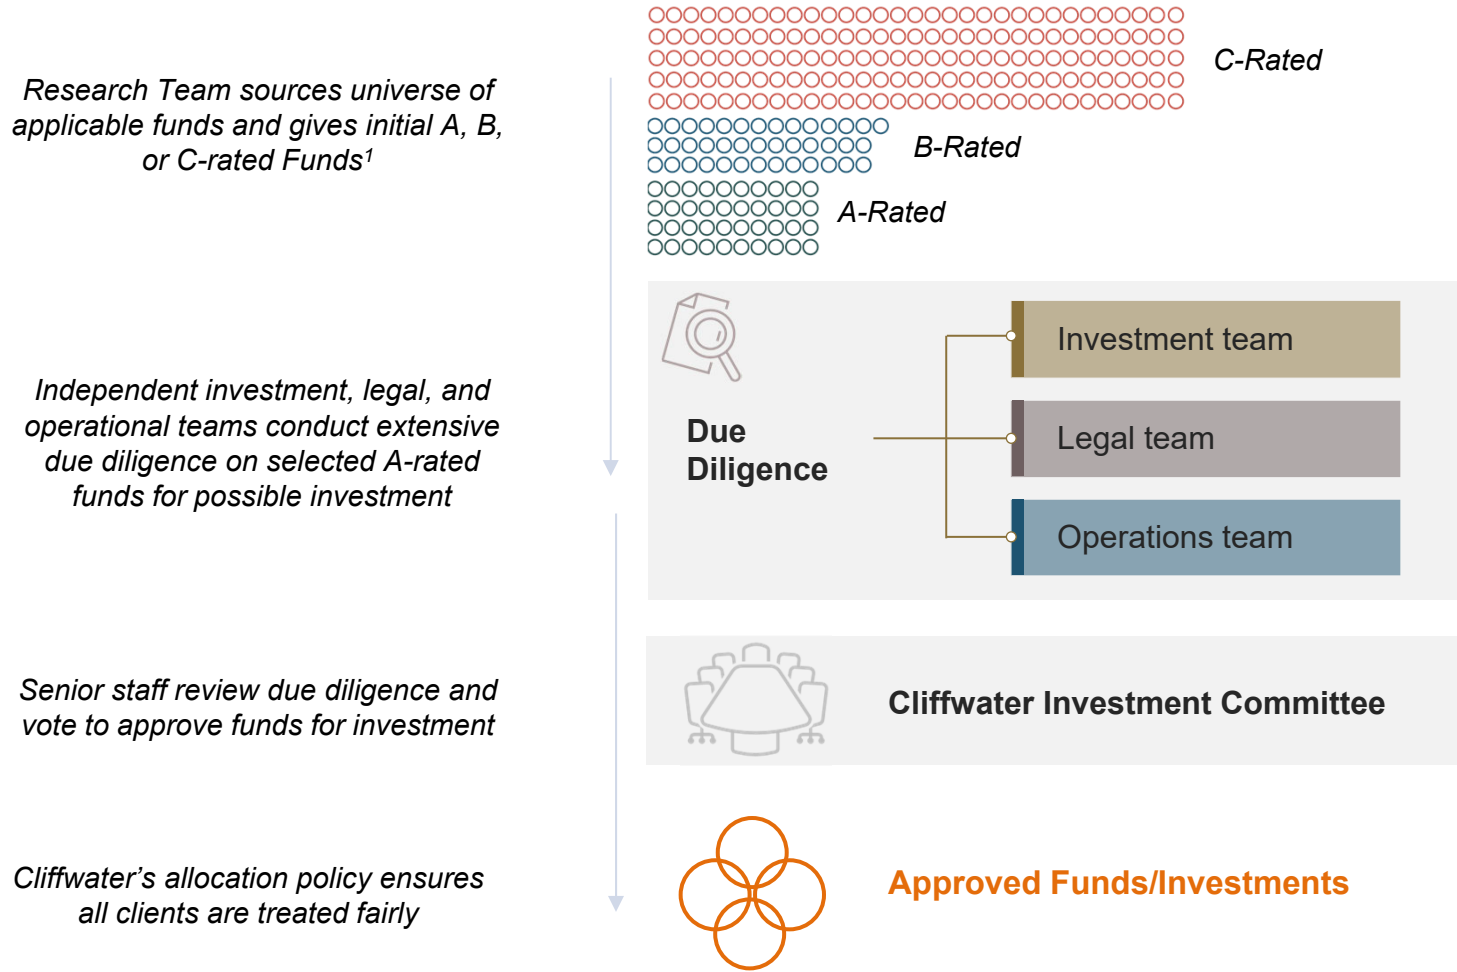 C-Rated
Research Team sources universe of
applicable funds and gives initial A, B,
or C-rated Funds¹
B-Rated
A-Rated
Independent investment, legal, and
operational teams conduct extensive
due diligence on selected A-rated
funds for possible investment
Due
Diligence
Investment team
Legal team
Operations team
Senior staff review due diligence and
vote to approve funds for investment
Cliffwater Investment Committee
Cliffwater’s allocation policy ensures
all clients are treated fairly
Approved Funds/Investments